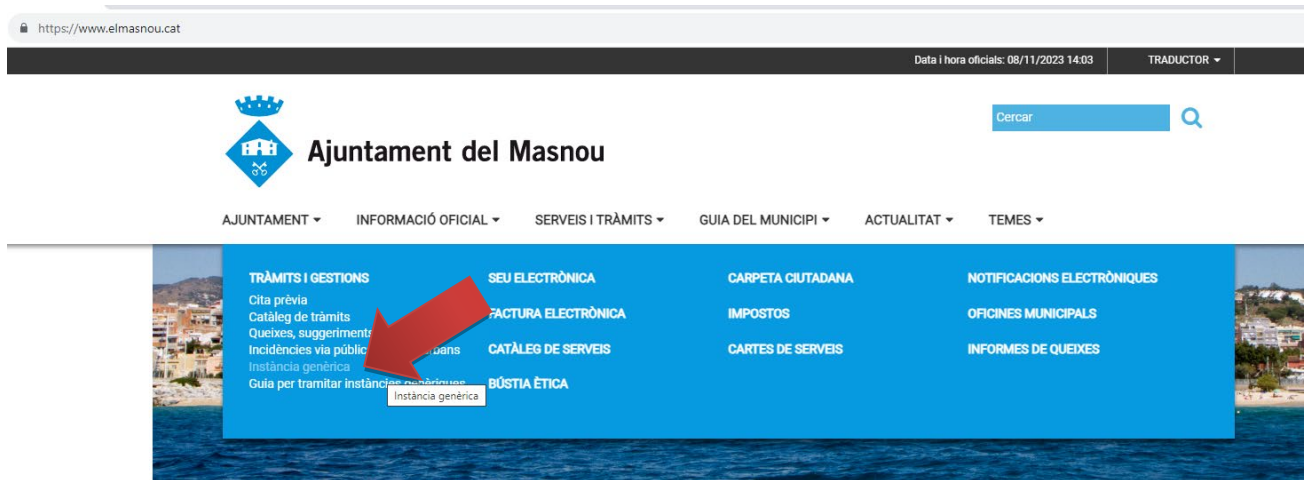 https://www.elmasnou.cat
Data i hora oficials: 08/11/2023 14:03
TRADUCTOR
Ajuntament del Masnou
Cercar
AJUNTAMENT
INFORMACIÓ OFICIAL
SERVEIS I TRÀMITS
GUIA DEL MUNICIPI
ACTUALITAT
TEMES
TRÀMITS I GESTIONS
Cita prèvia
Catàleg de tràmits
Queixes, suggeriments
Incidències via públic
Instància genèrica
Guia per tramitar instàncies genèriques
Instància genèrica
SEU ELECTRÒNICA
FACTURA ELECTRÒNICA
CATÀLEG DE SERVEIS
BÚSTIA ÈTICA
CARPETA CIUTADANA
IMPOSTOS
CARTES DE SERVEIS
NOTIFICACIONS ELECTRÒNIQUES
OFICINES MUNICIPALS
INFORMES DE QUEIXES